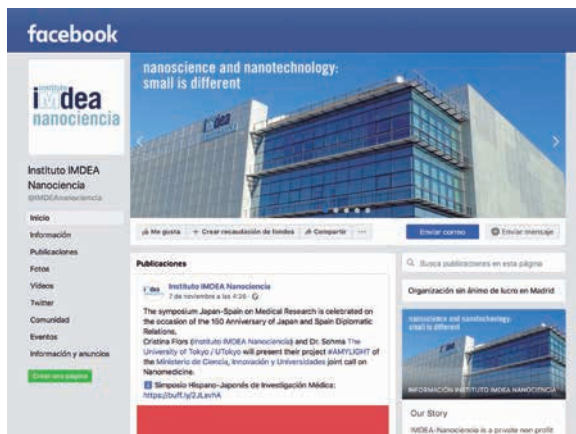 facebook
instituto
imdea
nanociencia
nanoscience and nanotechnology:
small is different
imdea
Instituto IMDEA
Nanociencia
@IMDEAnanociencia
Inicio
Información
Publicaciones
Fotos
Vídeos
Twitter
Comunidad
Eventos
Información y anuncios
Crear una página
Me gusta
+ Crear recaudación de fondos
Compartir
...
Enviar correo
Enviar mensaje
Publicaciones
Instituto IMDEA Nanociencia
7 de noviembre a las 4:26 ·
The symposium Japan-Spain on Medical Research is celebrated on
the occasion of the 150 Anniversary of Japan and Spain Diplomatic
Relations.
Cristina Flors (Instituto IMDEA Nanociencia) and Dr. Sohma The
University of Tokyo / UTokyo will present their project #AMYLIGHT of
the Ministerio de Ciencia, Innovación y Universidades joint call on
Nanomedicine.
Simposio Hispano-Japonés de Investigación Médica:
https://buff.ly/2JLsvhA
Busca publicaciones en esta página
Organización sin ánimo de lucro en Madrid
nanoscience and nanotechnology:
small is different
INFORMACIÓN INSTITUTO IMDEA NANOCIENCIA
Our Story
IMDEA-Nanociencia is a private non profit